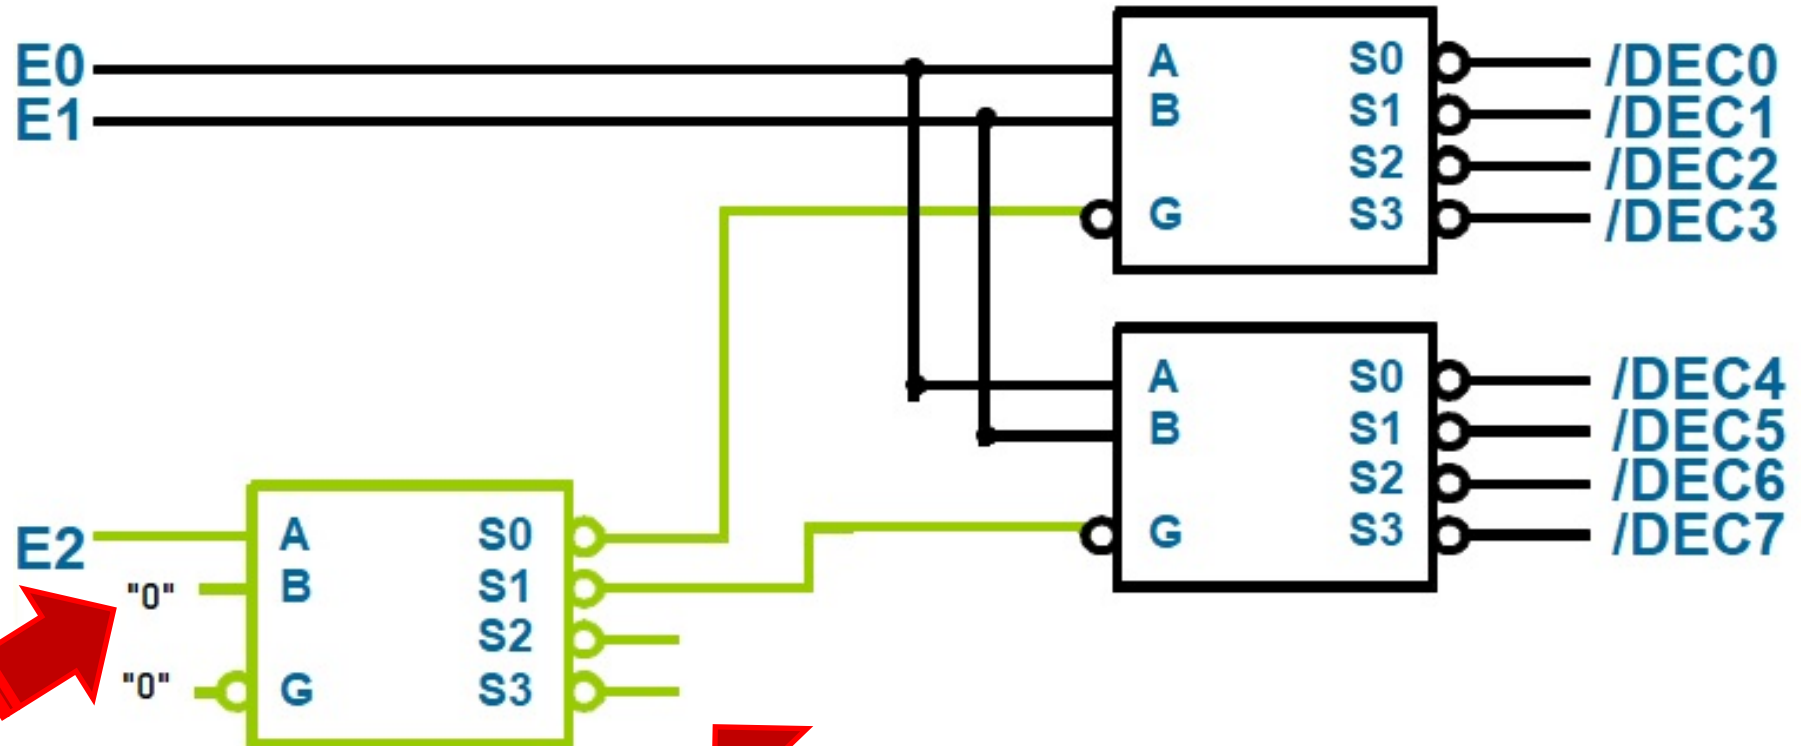 E0
E1
A S0 /DEC0
B S1 /DEC1
S2 /DEC2
G S3 /DEC3
A S0 /DEC4
B S1 /DEC5
S2 /DEC6
G S3 /DEC7
E2 A S0
"0" B S1
S2
"0" G S3